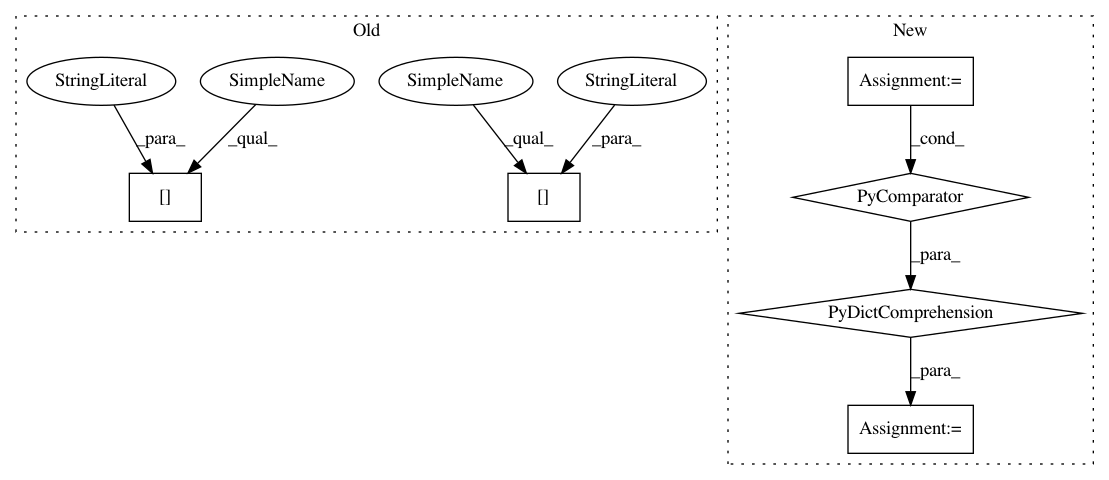 Old
New
StringLiteral
SimpleName
SimpleName
StringLiteral
Assignment:=
_para_
_qual_
_qual_
_para_
_cond_
[]
[]
PyComparator
_para_
PyDictComprehension
_para_
Assignment:=